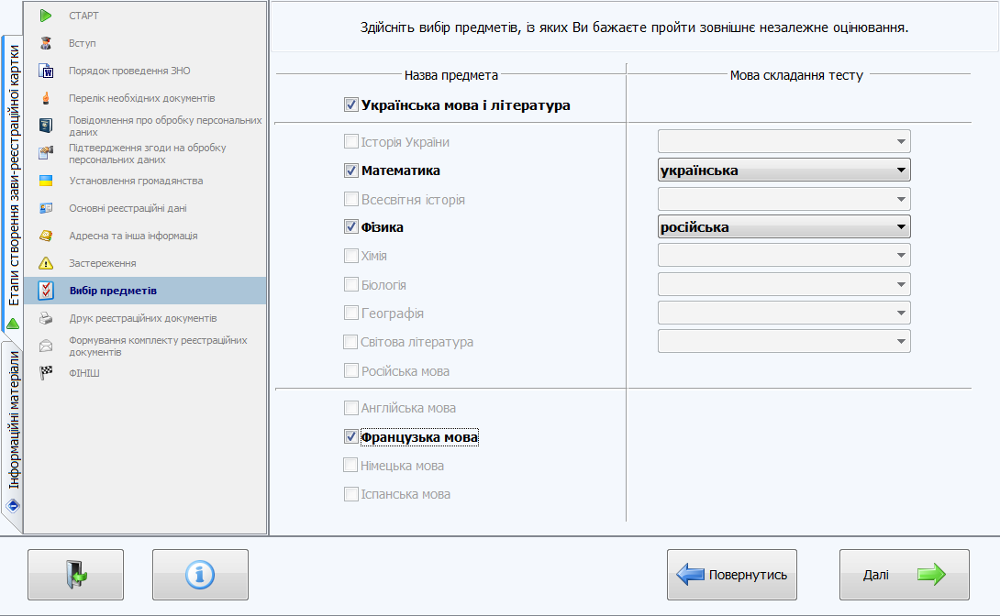 Етапи створення зави-реєстраційної картки
Інформаційні матеріали
СТАРТ
Вступ
Порядок проведення ЗНО
Перелік необхідних документів
Повідомлення про обробку персональних
даних
Підтвердження згоди на обробку
персональних даних
Установлення громадянства
Основні реєстраційні дані
Адресна та інша інформація
Застереження
Вибір предметів
Друк реєстраційних документів
Формування комплекту реєстраційних
документів
ФІНІШ
Здійсніть вибір предметів, із яких Ви бажаєте пройти зовнішнє незалежне оцінювання.
Назва предмета
Мова складання тесту
Українська мова і література
Історія України
Математика
українська
Всесвітня історія
Фізика
російська
Хімія
Біологія
Географія
Світова література
Російська мова
Англійська мова
Французька мова
Німецька мова
Іспанська мова
Повернутись
Далі